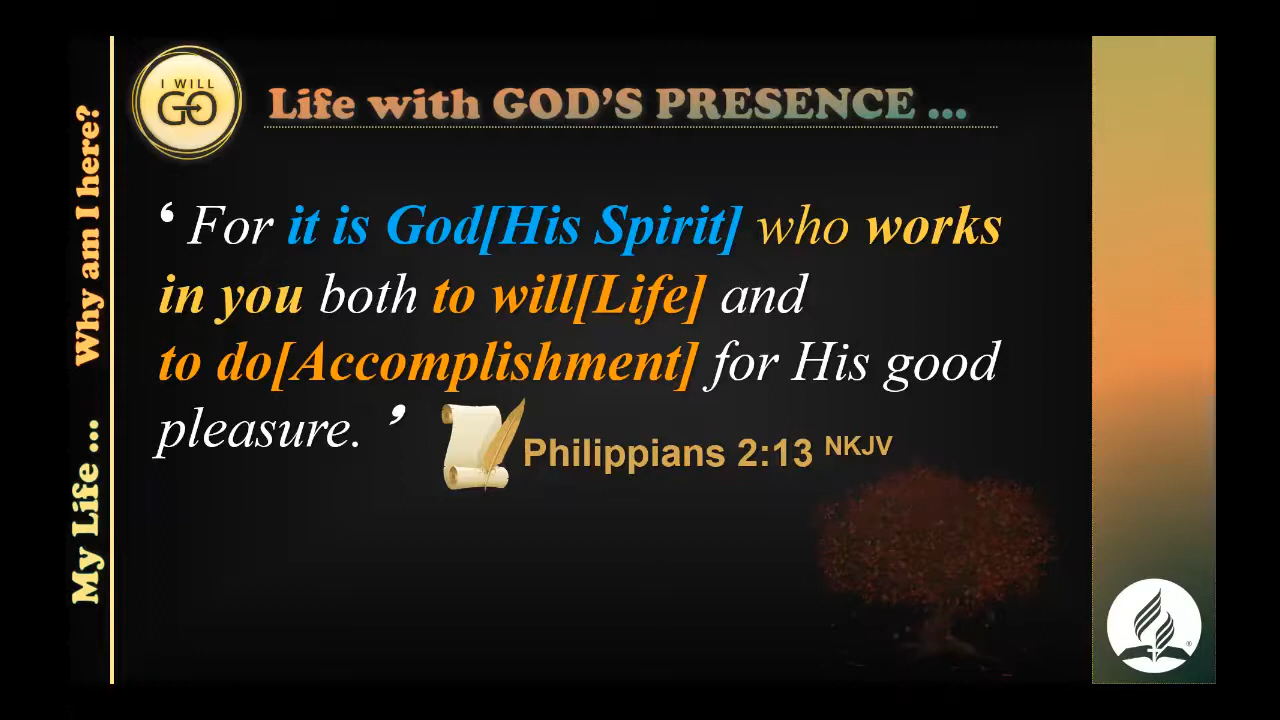 I WILL
GO
Life with GOD'S PRESENCE ...
‘ For it is God[His Spirit] who works
in you both to will[Life] and
to do[Accomplishment] for His good
pleasure. ’
Philippians 2:13 NKJV
My Life ... Why am I here?
®